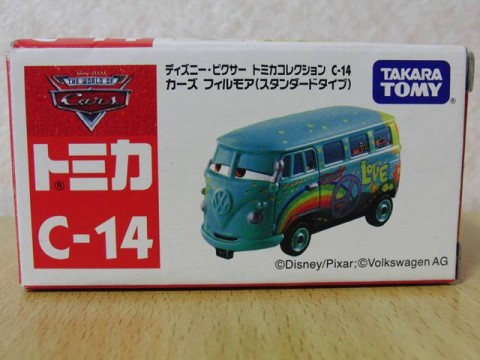 Disney·PIXAR
THE WORLD OF
Cars
トミカ®
C-14
ディズニー・ピクサー トミカコレクション C-14
カーズ フィルモア(スタンダードタイプ)
TAKARA
TOMY
LOVE
©Disney/Pixar;©Volkswagen AG